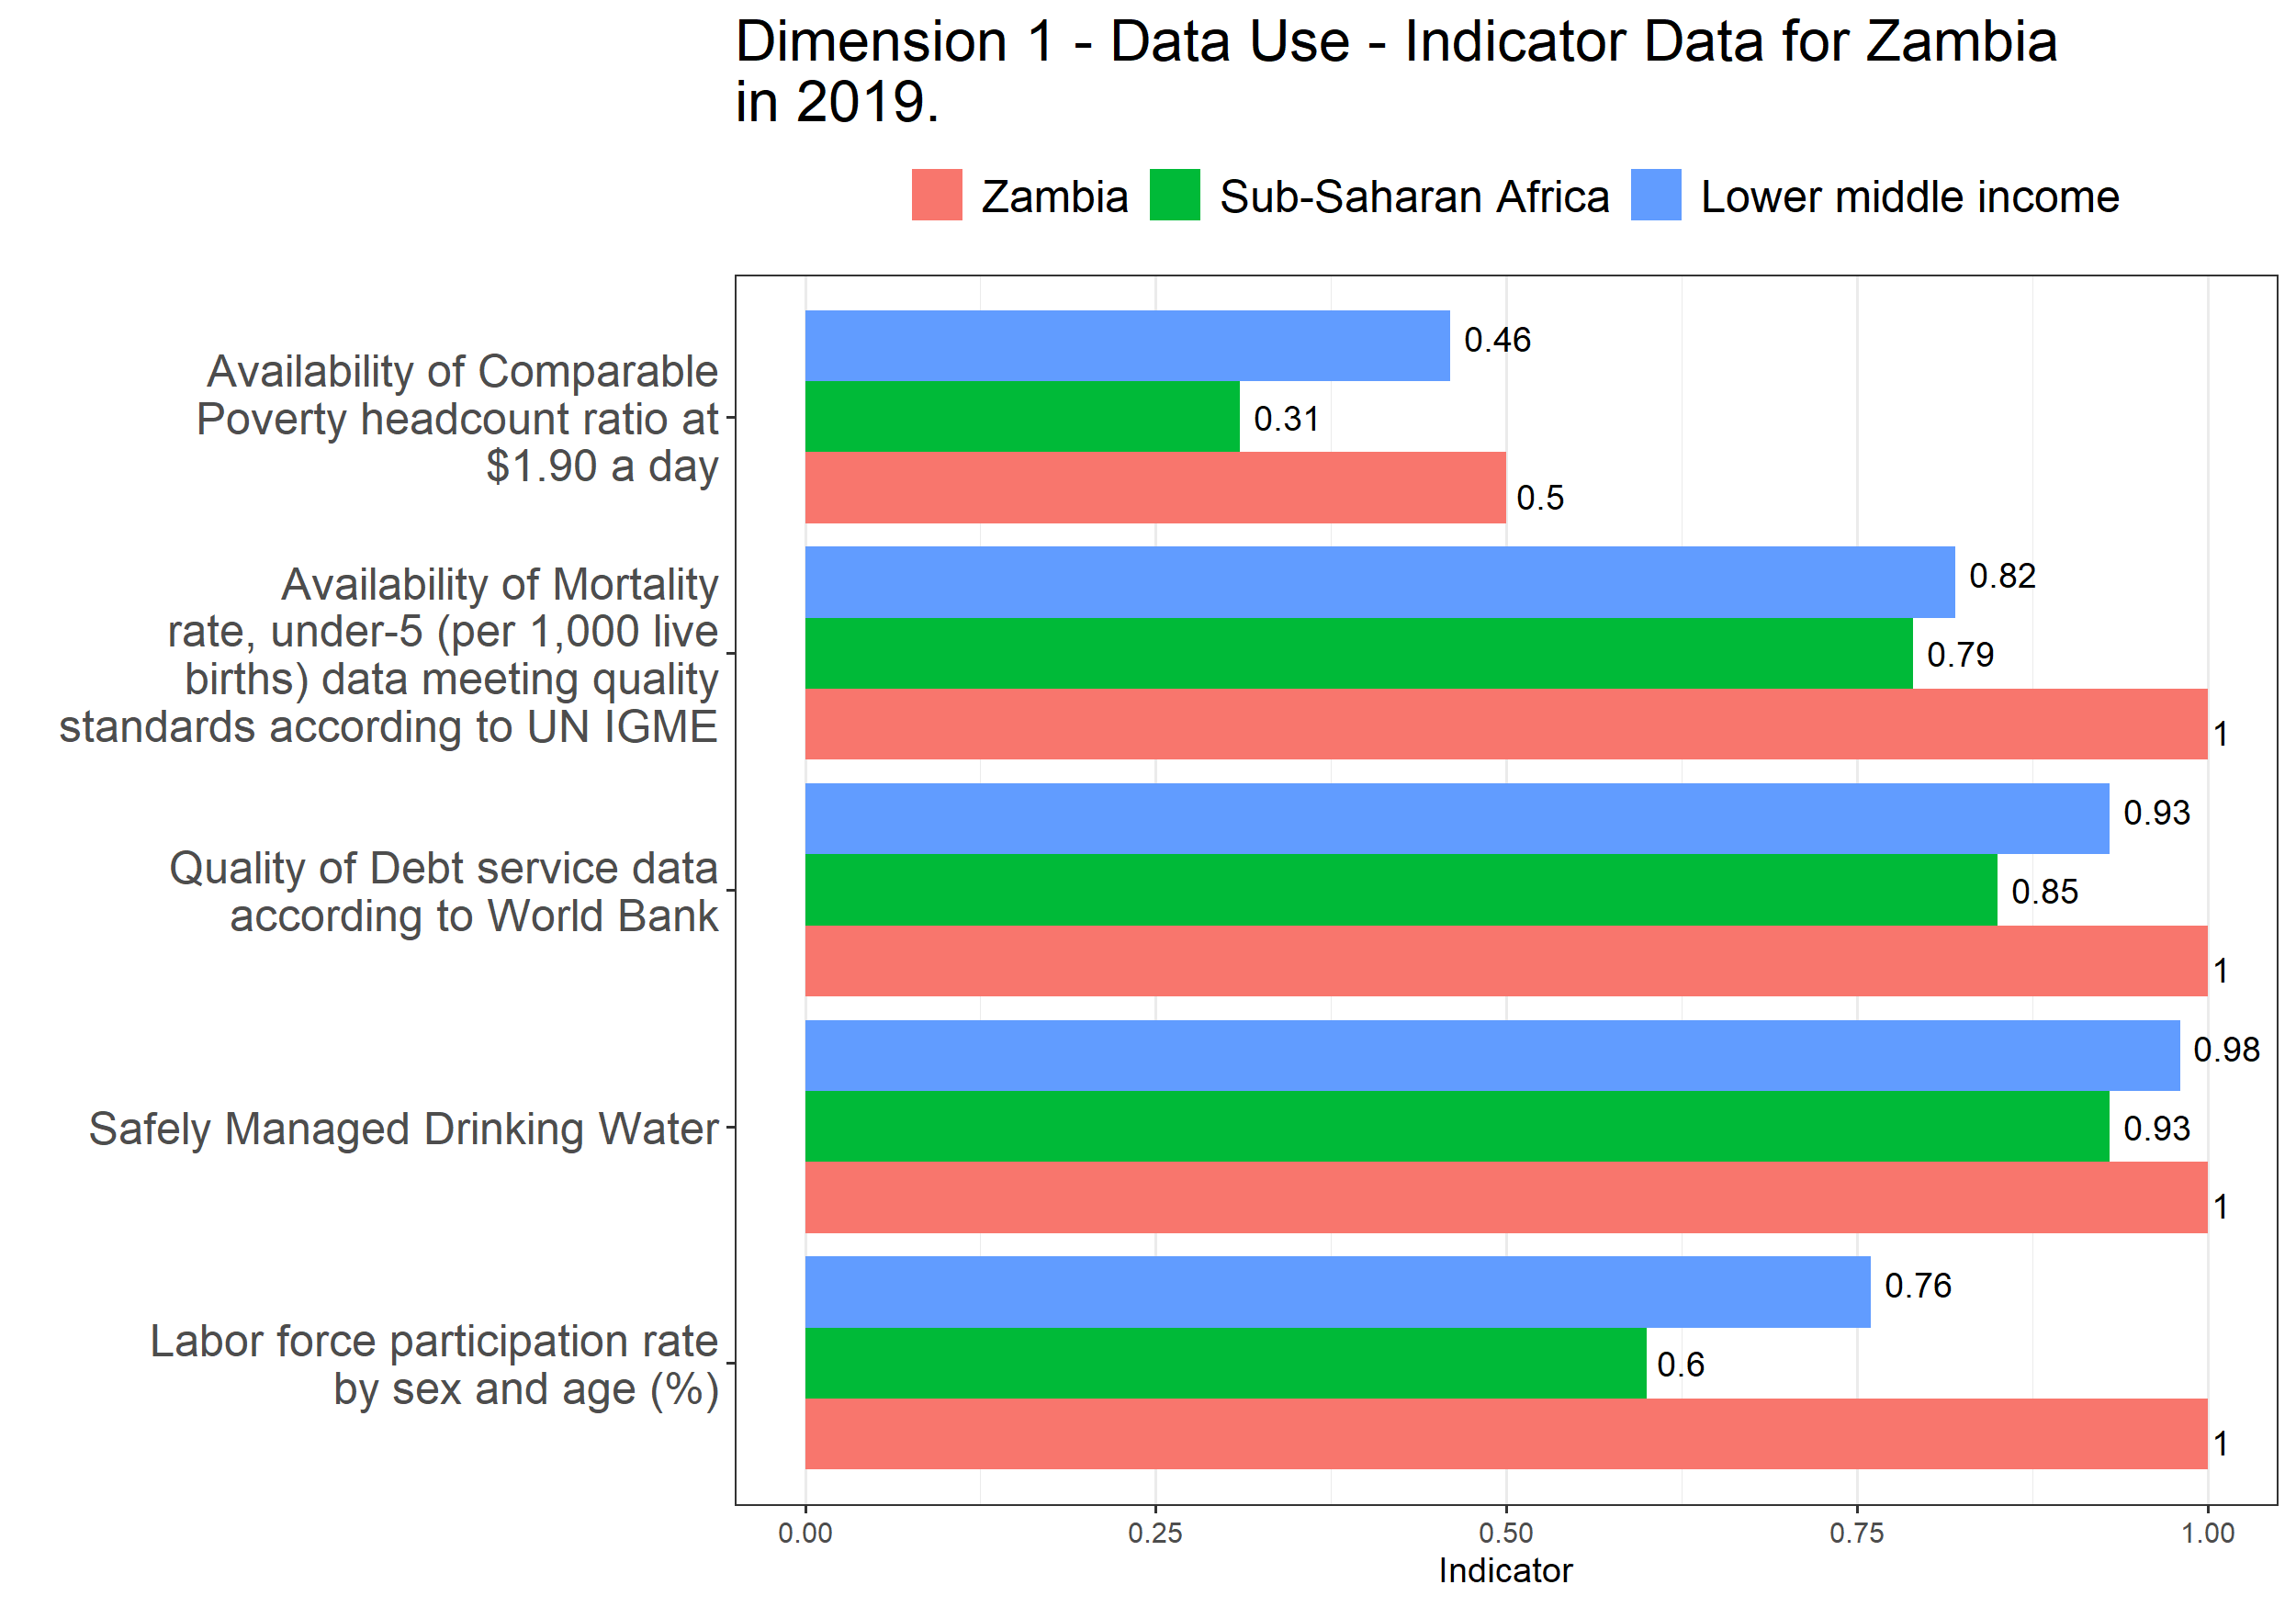 Dimension 1 - Data Use - Indicator Data for Zambia
in 2019.
Zambia
Sub-Saharan Africa
Lower middle income
Availability of Comparable
Poverty headcount ratio at
$1.90 a day
0.46
0.31
0.5
Availability of Mortality
rate, under-5 (per 1,000 live
births) data meeting quality
standards according to UN IGME
0.82
0.79
1
Quality of Debt service data
according to World Bank
0.93
0.85
1
Safely Managed Drinking Water
0.98
0.93
1
Labor force participation rate
by sex and age (%)
0.76
0.6
1
0.00
0.25
0.50
0.75
1.00
Indicator